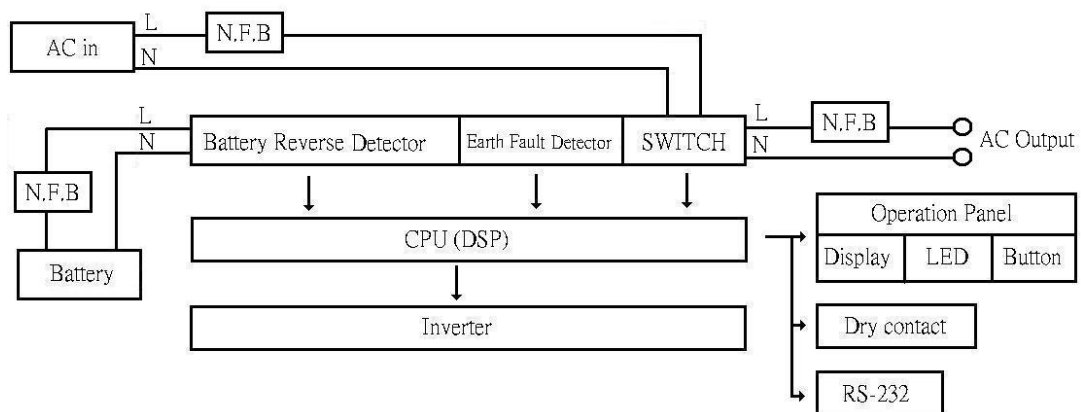 AC in
L
N,F,B
N
L
N
N,F,B
Battery
Battery Reverse Detector
Earth Fault Detector
SWITCH
L
N
N,F,B
AC Output
CPU (DSP)
Inverter
Operation Panel
Display
LED
Button
Dry contact
RS-232